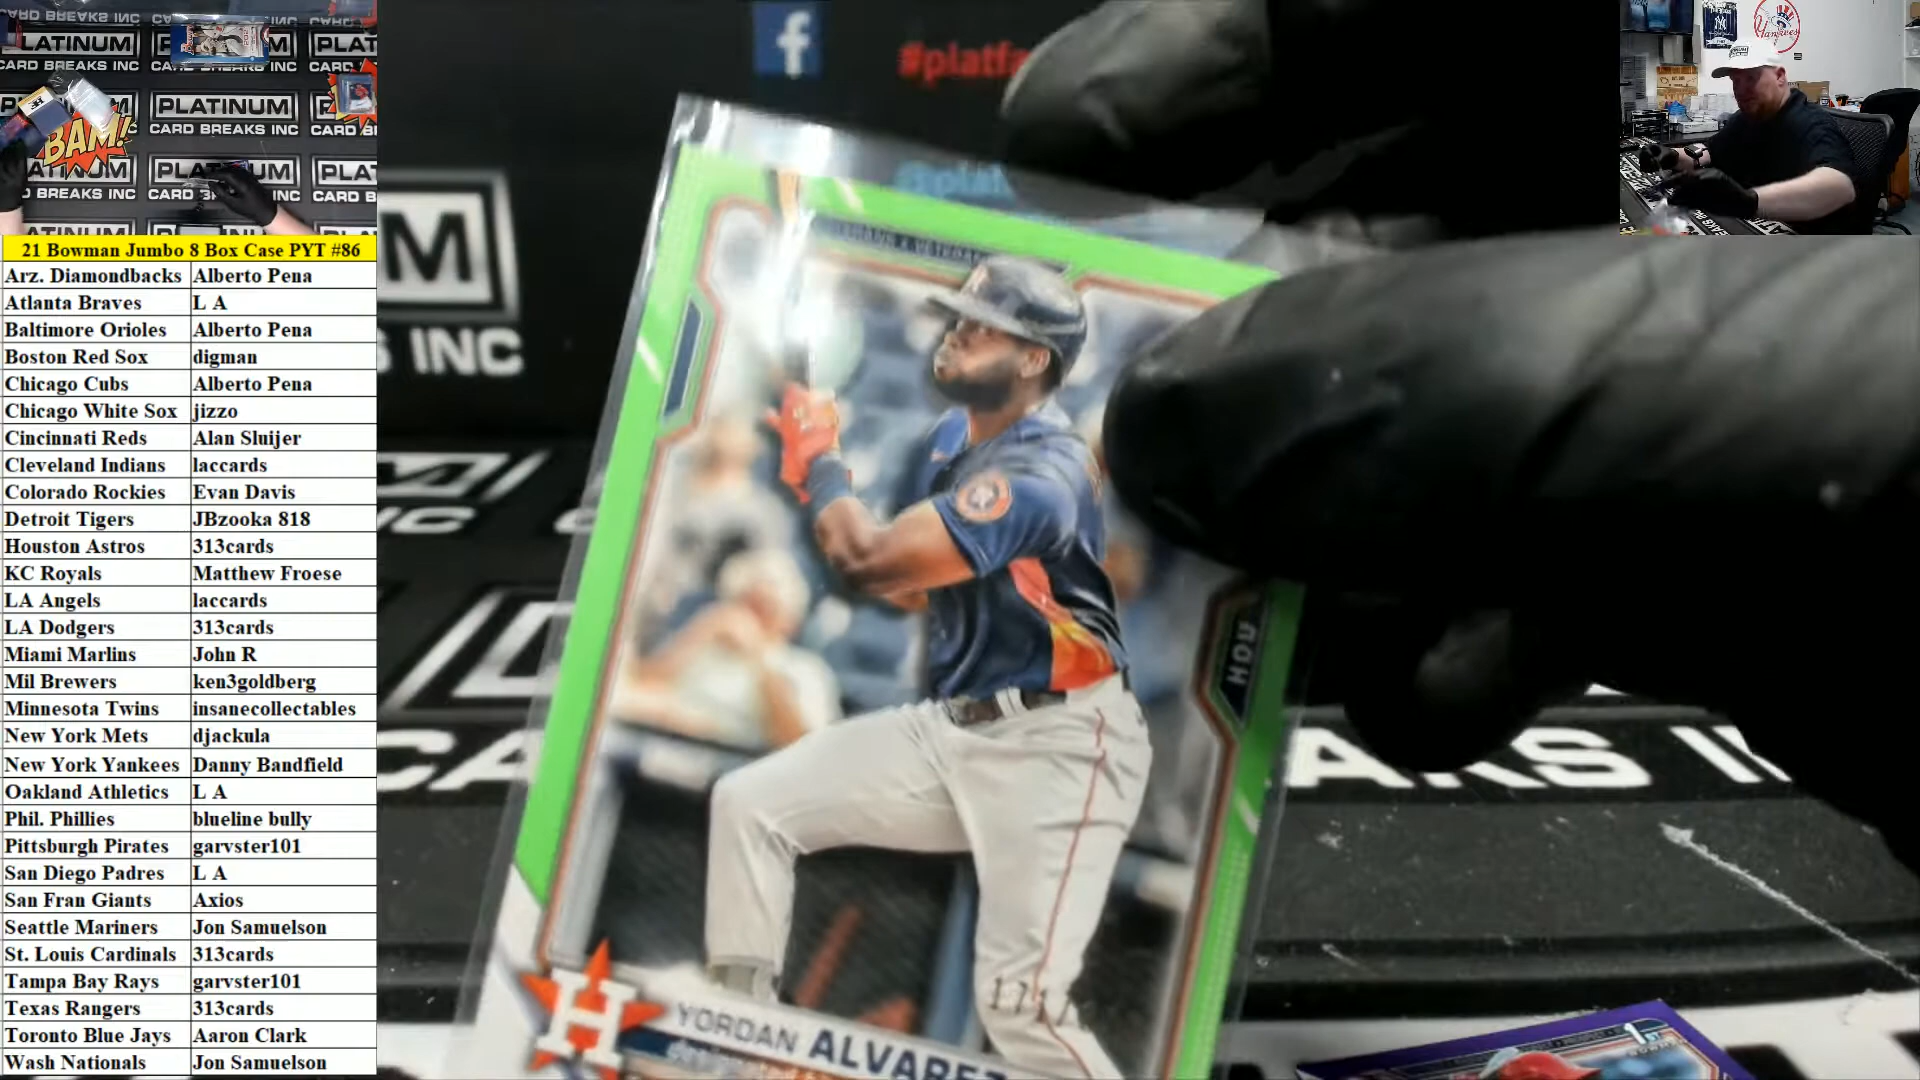 PLATINUM
CARD BREAKS INC
BAM!
21 Bowman Jumbo 8 Box Case PYT #86
Arz. Diamondbacks Alberto Pena
Atlanta Braves L A
Baltimore Orioles Alberto Pena
Boston Red Sox digman
Chicago Cubs Alberto Pena
Chicago White Sox jizzo
Cincinnati Reds Alan Sluijer
Cleveland Indians laccards
Colorado Rockies Evan Davis
Detroit Tigers JBzooka 818
Houston Astros 313cards
KC Royals Matthew Froese
LA Angels laccards
LA Dodgers 313cards
Miami Marlins John R
Mil Brewers ken3goldberg
Minnesota Twins insanecollectables
New York Mets djackula
New York Yankees Danny Bandfield
Oakland Athletics L A
Phil. Phillies blueline bully
Pittsburgh Pirates garvster101
San Diego Padres L A
San Fran Giants Axios
Seattle Mariners Jon Samuelson
St. Louis Cardinals 313cards
Tampa Bay Rays garvster101
Texas Rangers 313cards
Toronto Blue Jays Aaron Clark
Wash Nationals Jon Samuelson
f
#platf
M
INC
HOU
H
YORDAN ALVAREZ
Yankees